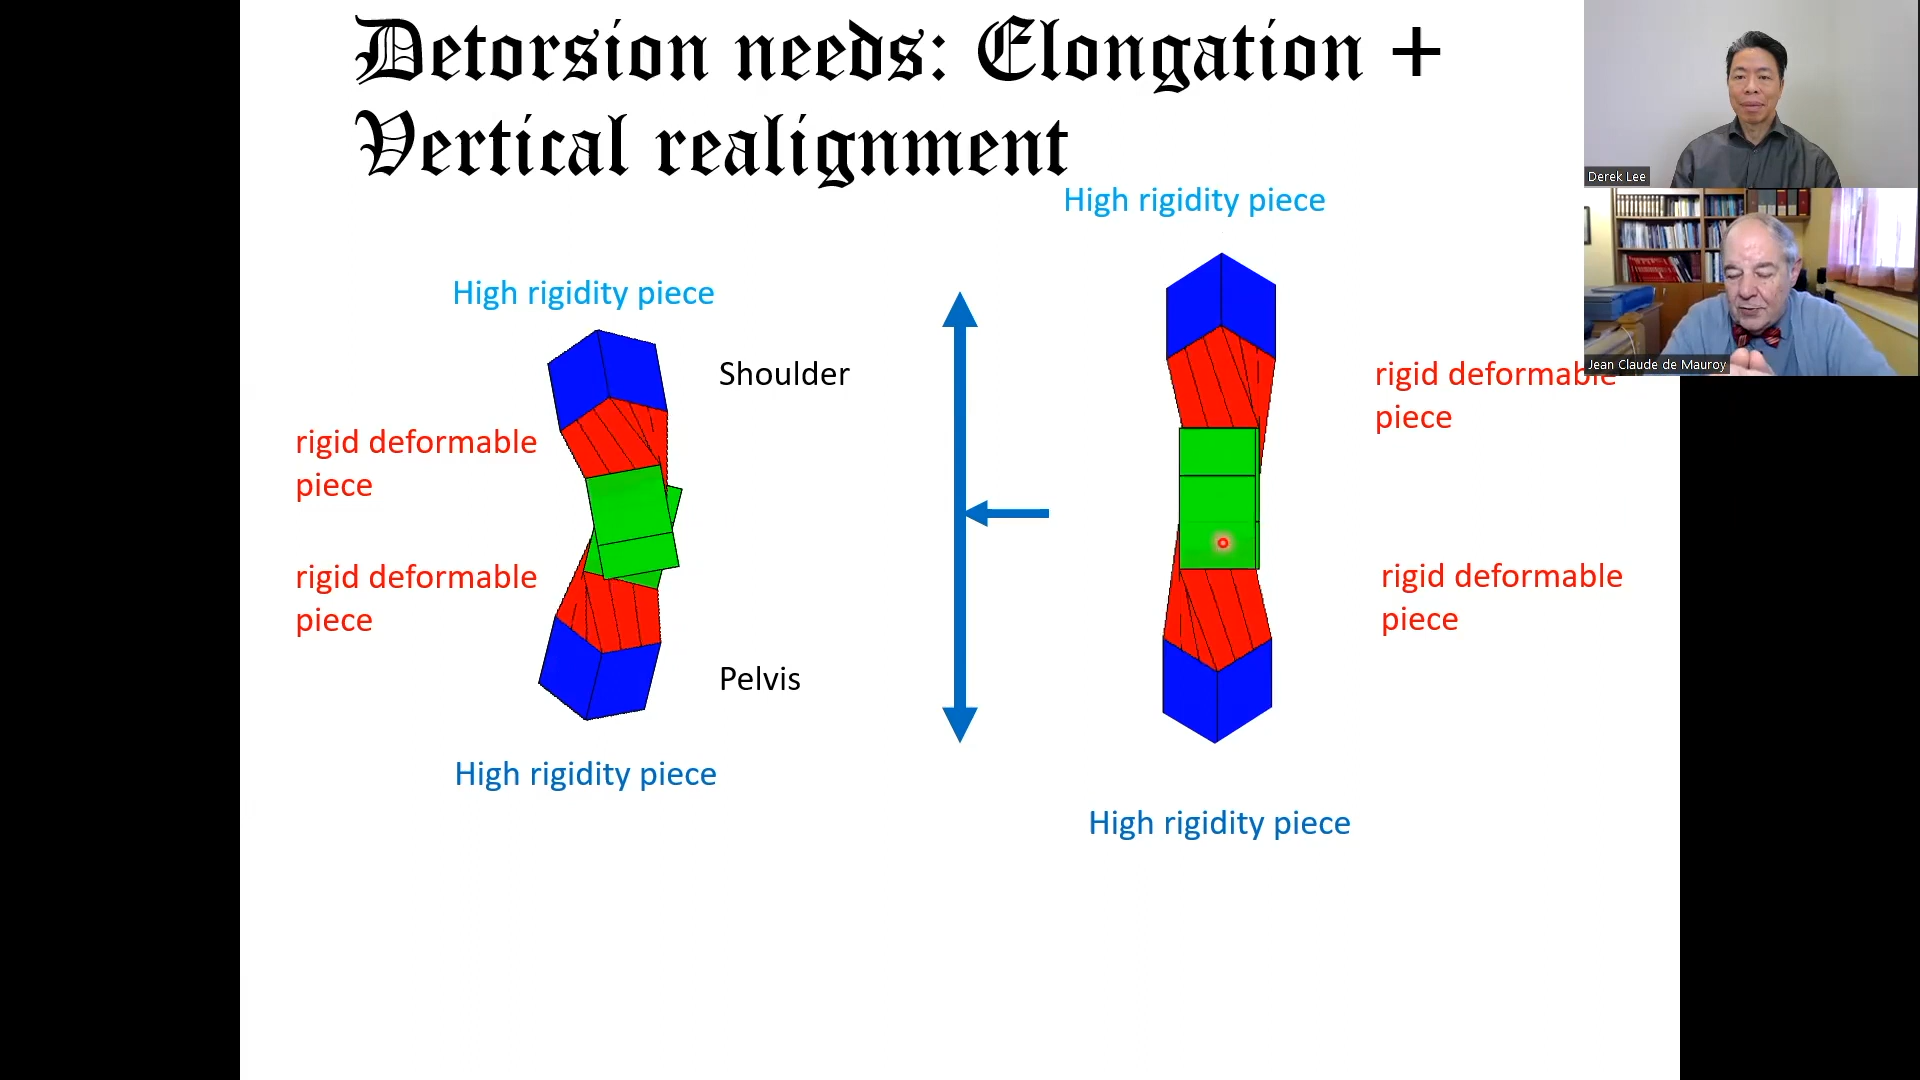 Detorsion needs: Elongation +
Vertical realignment
High rigidity piece
High rigidity piece
Shoulder
rigid deformable
piece
rigid deformable
piece
rigid deformable
piece
rigid deformable
piece
Pelvis
High rigidity piece
High rigidity piece
Derek Lee
Jean Claude de Mauroy